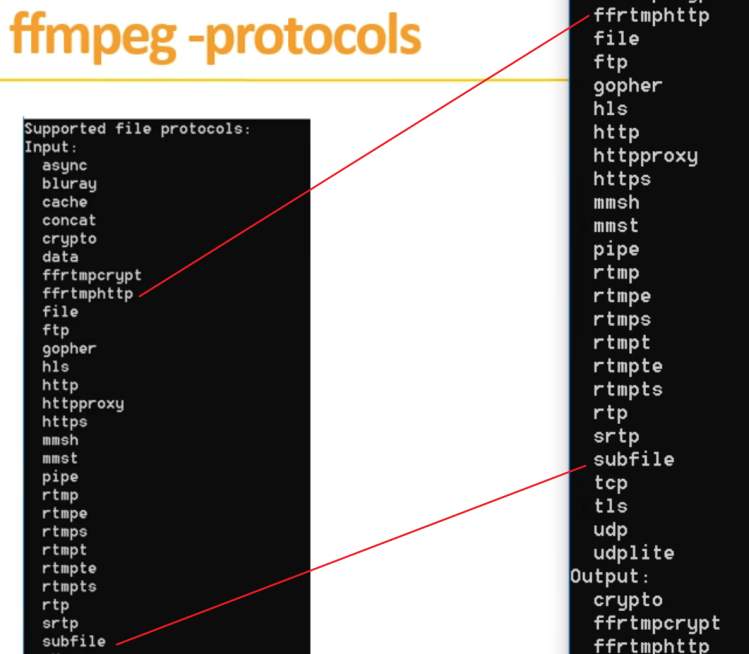 ffmpeg -protocols
Supported file protocols:
Input:
async
bluray
cache
concat
crypto
data
ffrtmpcrypt
ffrtmphttp
file
ftp
gopher
hls
http
httpproxy
https
mmsh
mmst
pipe
rtmp
rtmpe
rtmps
rtmpt
rtmpte
rtmpts
rtp
srtp
subfile
ffrtmphttp
file
ftp
gopher
hls
http
httpproxy
https
mmsh
mmst
pipe
rtmp
rtmpe
rtmps
rtmpt
rtmpte
rtmpts
rtp
srtp
subfile
tcp
tls
udp
udplite
Output:
crypto
ffrtmpcrypt
ffrtmphttp